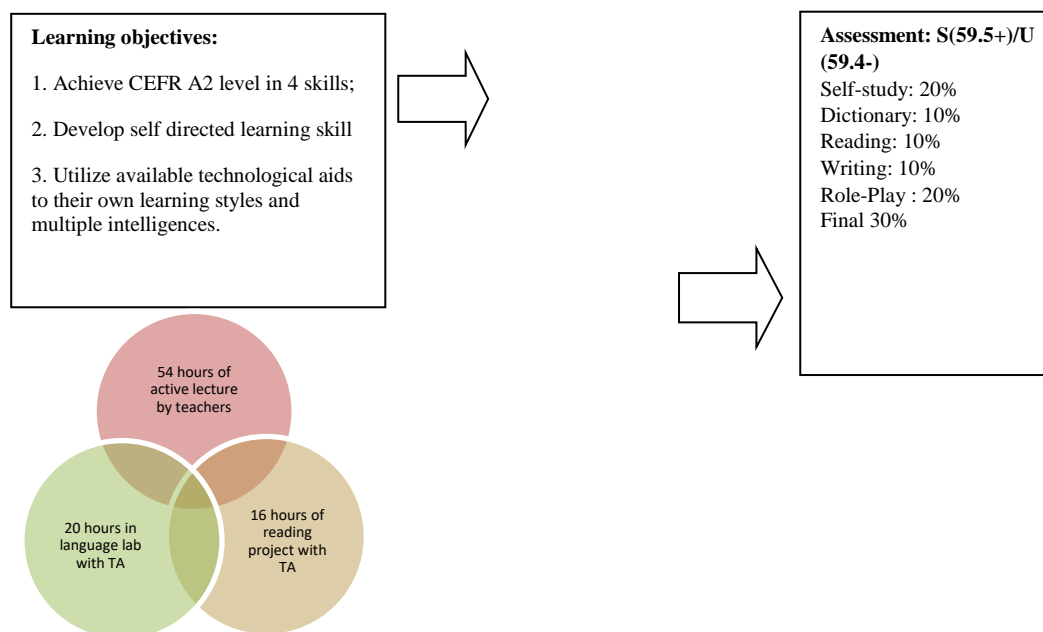 Learning objectives:
1. Achieve CEFR A2 level in 4 skills;
2. Develop self directed learning skill
3. Utilize available technological aids
to their own learning styles and
multiple intelligences.
Assessment: S(59.5+)/U
(59.4-)
Self-study: 20%
Dictionary: 10%
Reading: 10%
Writing: 10%
Role-Play : 20%
Final 30%
54 hours of
active lecture
by teachers
20 hours in
language lab
with TA
16 hours of
reading
project with
TA